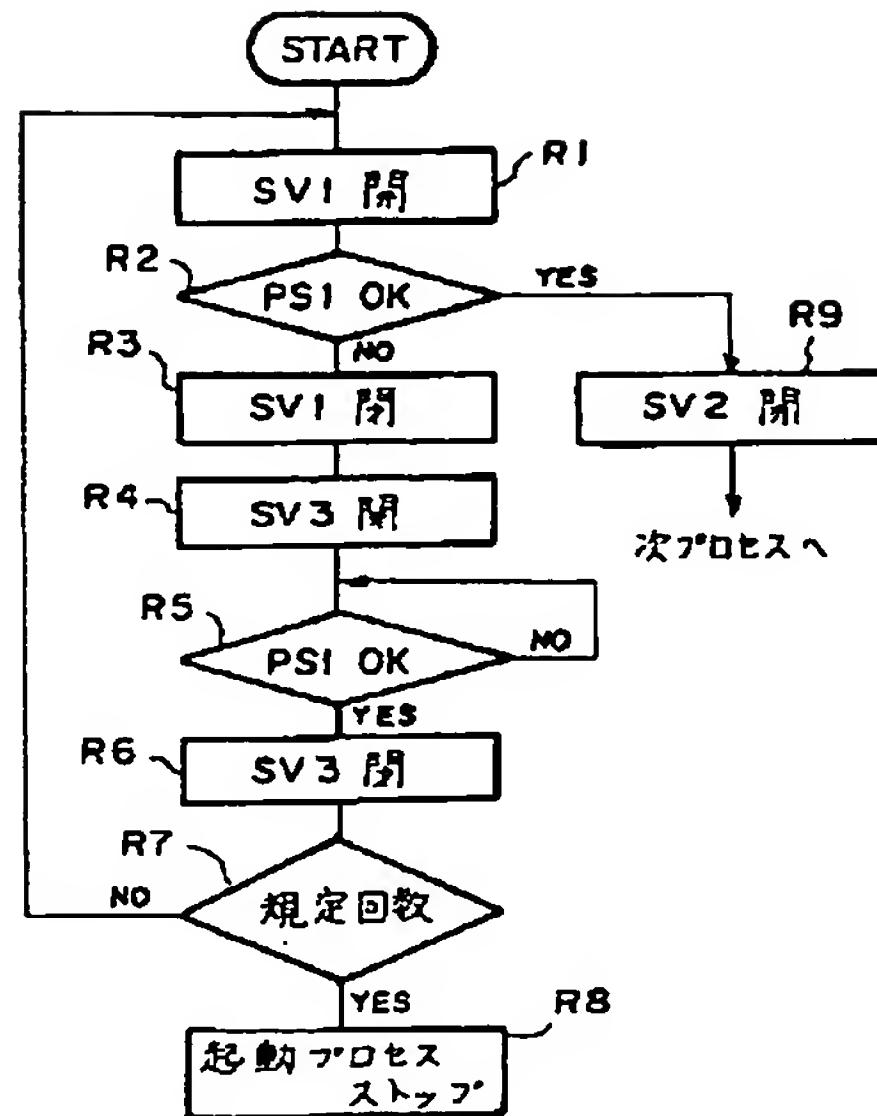 START
R1
SV1 開
R2
PS1 OK
YES
NO
R9
SV2 開
次プロセスへ
R3
SV1 閉
R4
SV3 開
R5
PS1 OK
NO
YES
R6
SV3 閉
R7
規定回数
NO
YES
R8
起動プロセス
ストップ